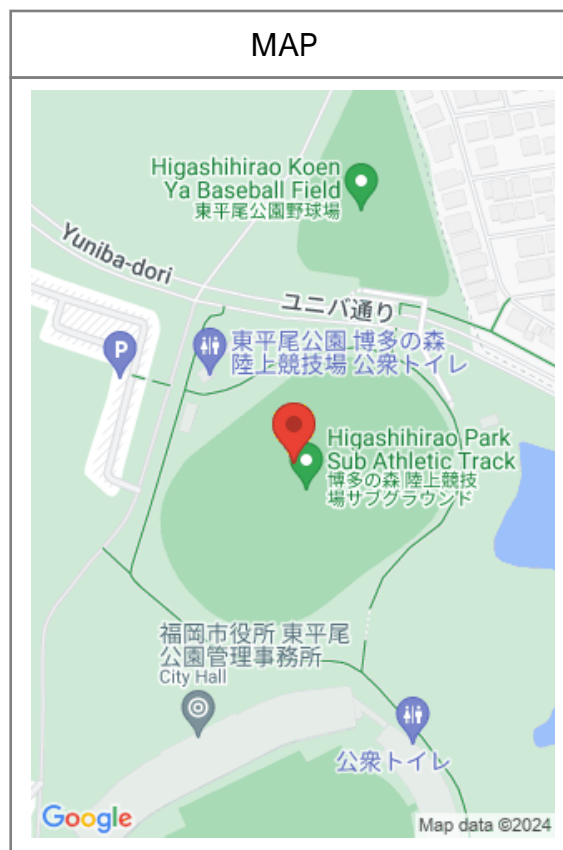 MAP
Higashihirao Koen
Ya Baseball Field
東平尾公園野球場
Yuniba-dori
ユニバ通り
P
東平尾公園 博多の森
陸上競技場 公衆トイレ
Higashihirao Park
Sub Athletic Track
博多の森 陸上競技
場サブグラウンド
福岡市役所 東平尾
公園管理事務所
City Hall
公衆トイレ
Google
Map data ©2024